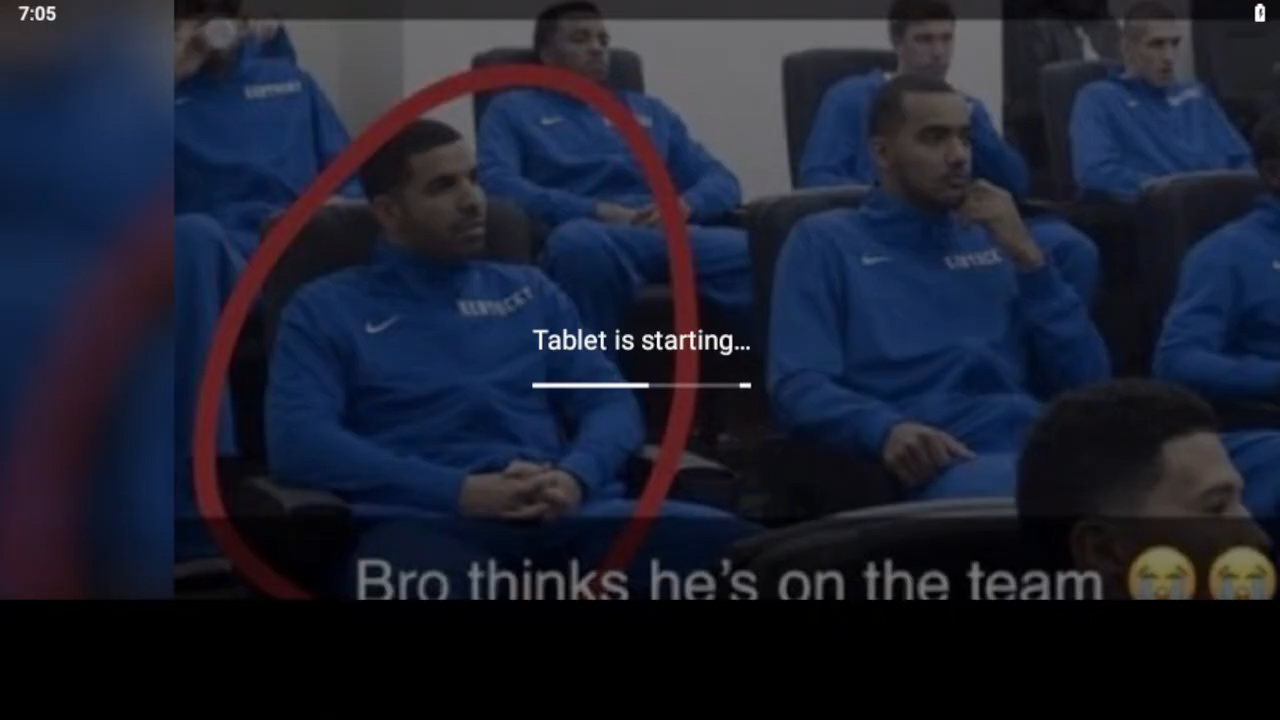 7:05
KENTUCKY
KENTUCKY
Tablet is starting...
Bro thinks he's on the team 😭😭